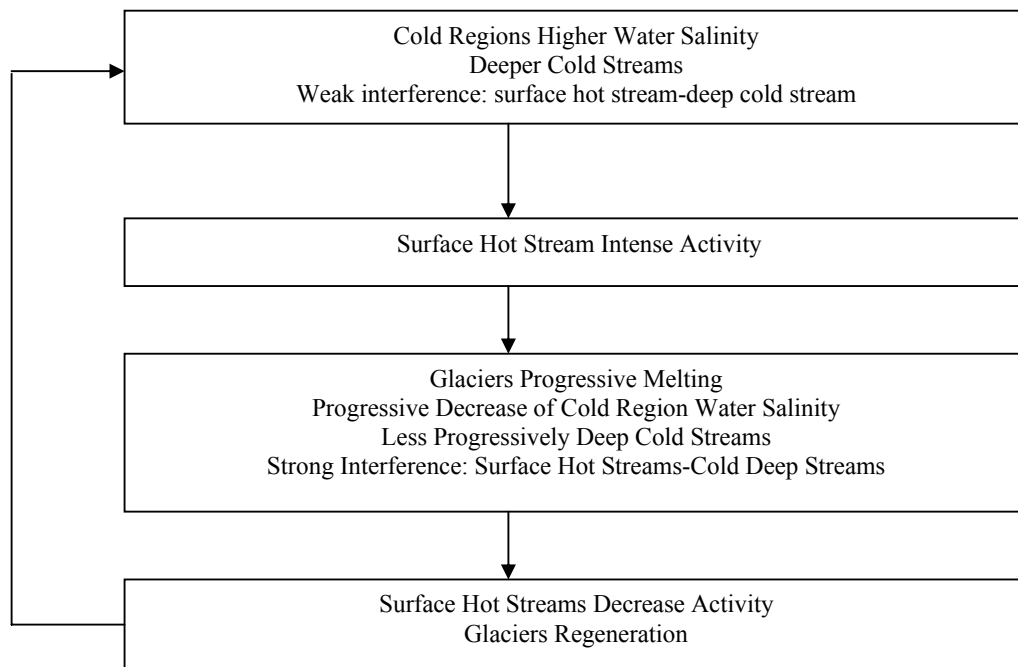 Cold Regions Higher Water Salinity
Deeper Cold Streams
Weak interference: surface hot stream-deep cold stream
Surface Hot Stream Intense Activity
Glaciers Progressive Melting
Progressive Decrease of Cold Region Water Salinity
Less Progressively Deep Cold Streams
Strong Interference: Surface Hot Streams-Cold Deep Streams
Surface Hot Streams Decrease Activity
Glaciers Regeneration